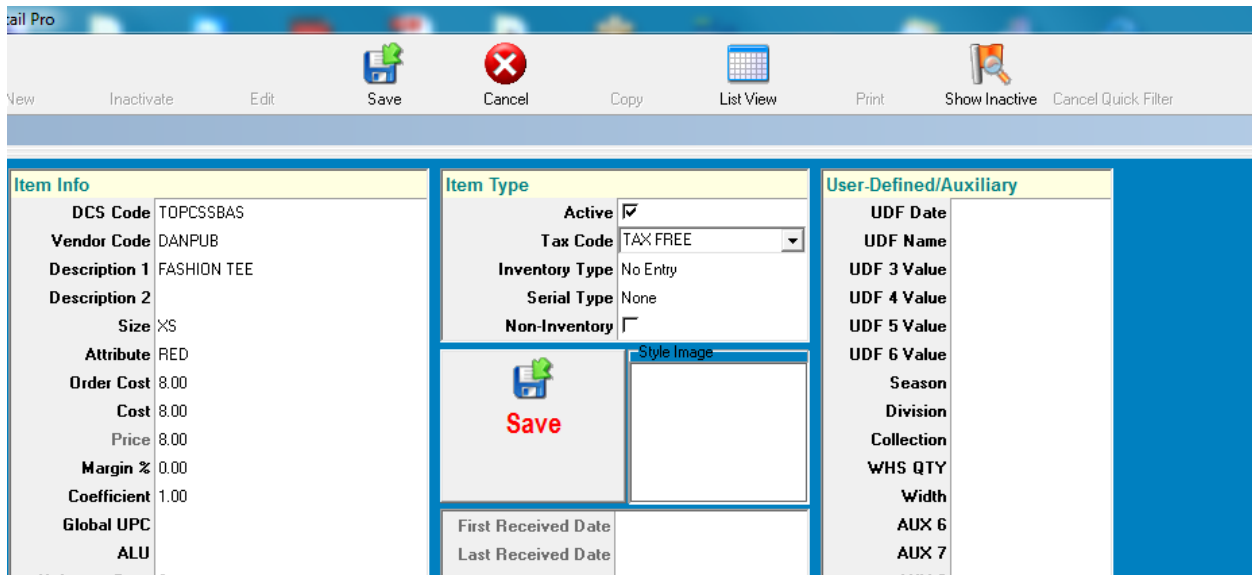 tail Pro
New Inactivate Edit Save Cancel Copy List View Print Show Inactive Cancel Quick Filter
Item Info
DCS Code TOPCSSBAS
Vendor Code DANPUB
Description 1 FASHION TEE
Description 2
Size XS
Attribute RED
Order Cost 8.00
Cost 8.00
Price 8.00
Margin % 0.00
Coefficient 1.00
Global UPC
ALU
Item Type
Active
Tax Code TAX FREE
Inventory Type No Entry
Serial Type None
Non-Inventory
Save
Style Image
First Received Date
Last Received Date
User-Defined/Auxiliary
UDF Date
UDF Name
UDF 3 Value
UDF 4 Value
UDF 5 Value
UDF 6 Value
Season
Division
Collection
WHS QTY
Width
AUX 6
AUX 7